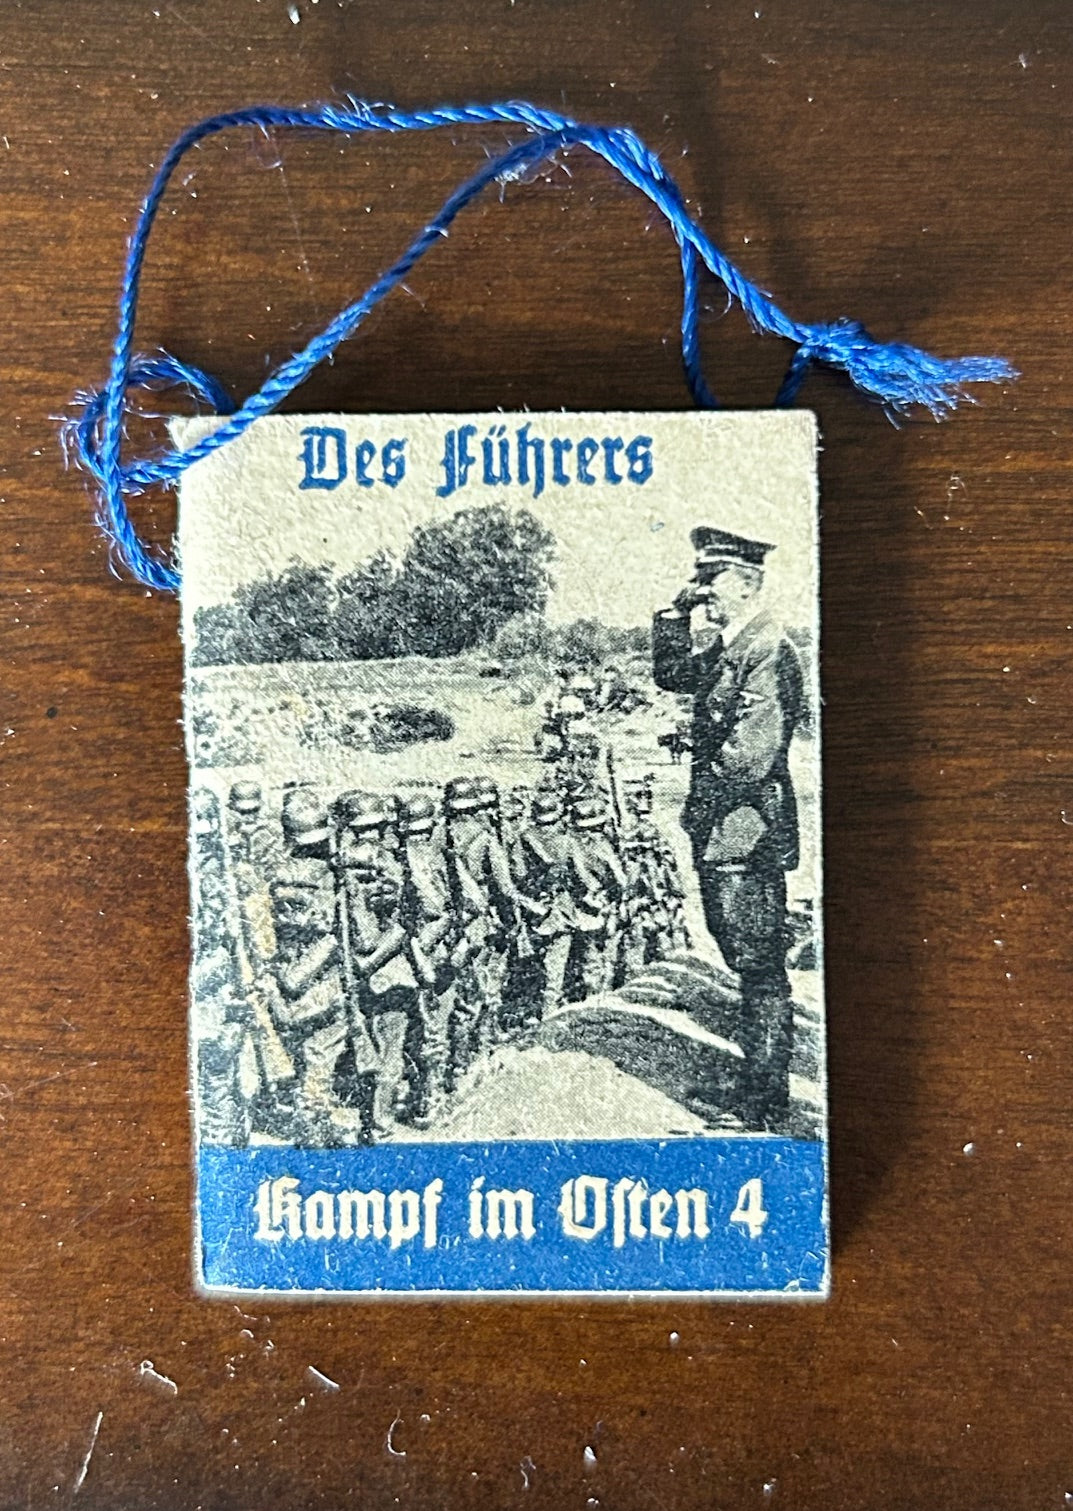 Des Führers
Kampf im Osten 4